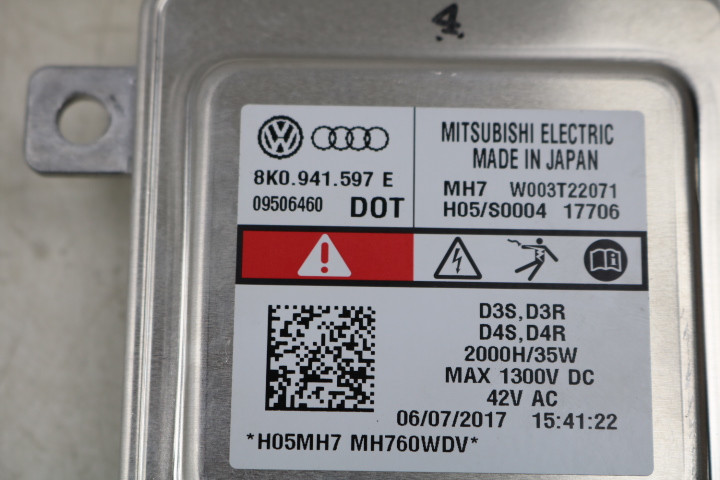 4
8K0.941.597 E
09506460 DOT
MITSUBISHI ELECTRIC
MADE IN JAPAN
MH7 W003T22071
H05/S0004 17706
D3S,D3R
D4S,D4R
2000H/35W
MAX 1300V DC
42V AC
06/07/2017 15:41:22
*H05MH7 MH760WDV*